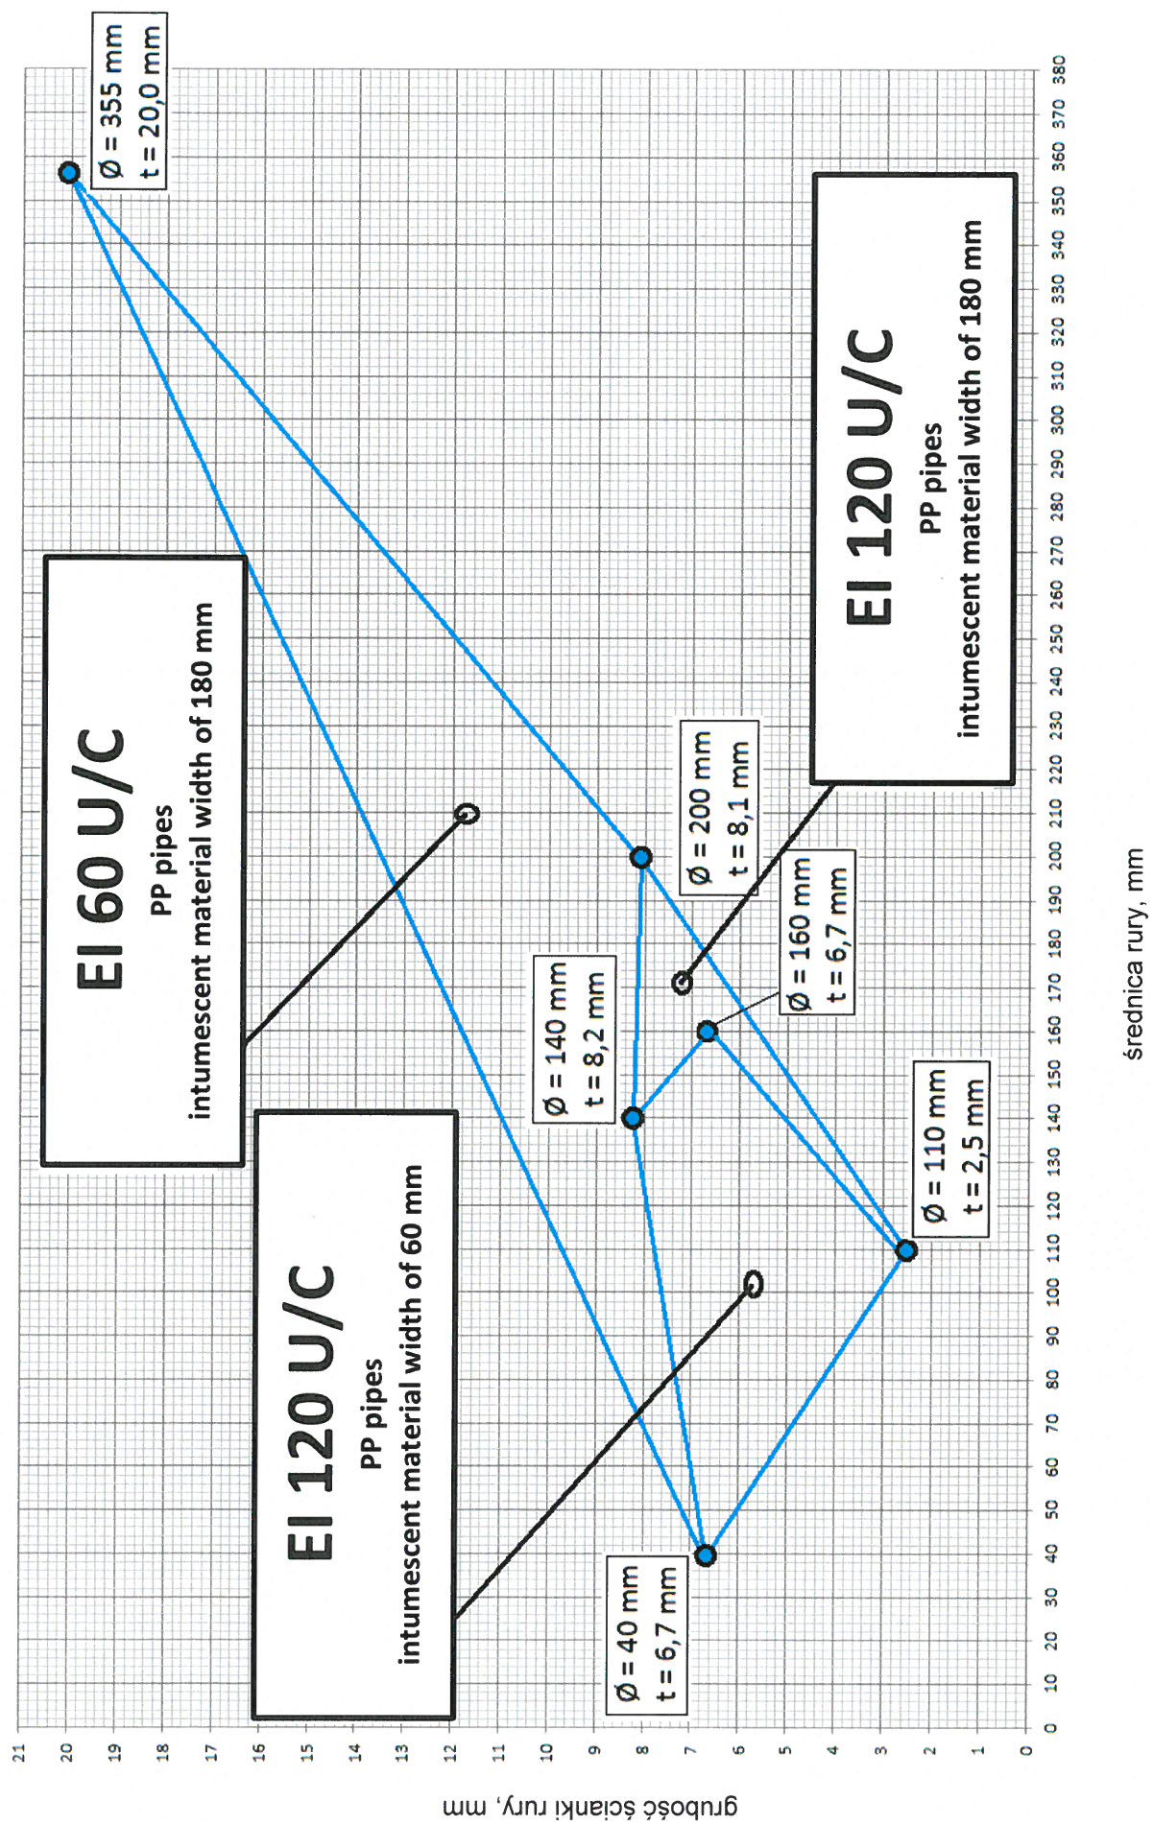 EI 60 U/C
PP pipes
intumescent material width of 180 mm
EI 120 U/C
PP pipes
intumescent material width of 60 mm
EI 120 U/C
PP pipes
intumescent material width of 180 mm
Ø = 355 mm
t = 20,0 mm
Ø = 140 mm
t = 8,2 mm
Ø = 200 mm
t = 8,1 mm
Ø = 160 mm
t = 6,7 mm
Ø = 40 mm
t = 6,7 mm
Ø = 110 mm
t = 2,5 mm
grubość ścianki rury, mm
21
20
19
18
17
16
15
14
13
12
11
10
9
8
7
6
5
4
3
2
1
0
0 10 20 30 40 50 60 70 80 90 100 110 120 130 140 150 160 170 180 190 200 210 220 230 240 250 260 270 280 290 300 310 320 330 340 350 360 370 380
średnica rury, mm